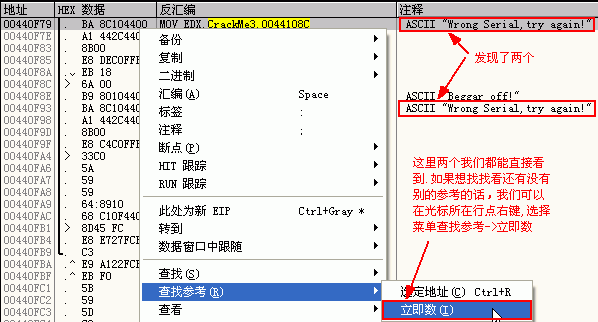 地址 HEX 数据 反汇编 注释
00440F79 . BA 8C104400 MOV EDX,CrackMe3.0044108C ASCII "Wrong Serial,try again!"
00440F7E . A1 442C440
00440F83 . 8B00
00440F85 . E8 DEC0FFF
00440F8A .v EB 18
00440F8C > 6A 00
00440F8E . B9 8010440
00440F93 . BA 8C10440
00440F98 . A1 442C440
00440F9D . 8B00
00440F9F . E8 C4C0FFF
00440FA4 > 33C0
00440FA6 . 5A
00440FA7 . 59
00440FA8 . 59
00440FA9 . 64:8910
00440FAC . 68 C10F440
00440FB1 > 8D45 FC
00440FB4 . E8 E727FCF
00440FB9 . C3
00440FBA .^ E9 A122FCF
00440FBF .^ EB F0
00440FC1 . 5B
00440FC2 . 59
00440FC3 . 5D
备份
复制
二进制
汇编(A) Space
标签 :
注释 ;
断点(P)
HIT 跟踪
RUN 跟踪
此处为新 EIP Ctrl+Gray *
转到
数据窗口中跟随
查找(S)
查找参考(R)
查看
选定地址(C) Ctrl+R
立即数(I)
发现了两个
ASCII "Beggar off!"
ASCII "Wrong Serial,try again!"
这里两个我们都能直接看
到.如果想找找看还有没有
别的参考的话,我们可以
在光标所在行点右键,选择
菜单查找参考->立即数